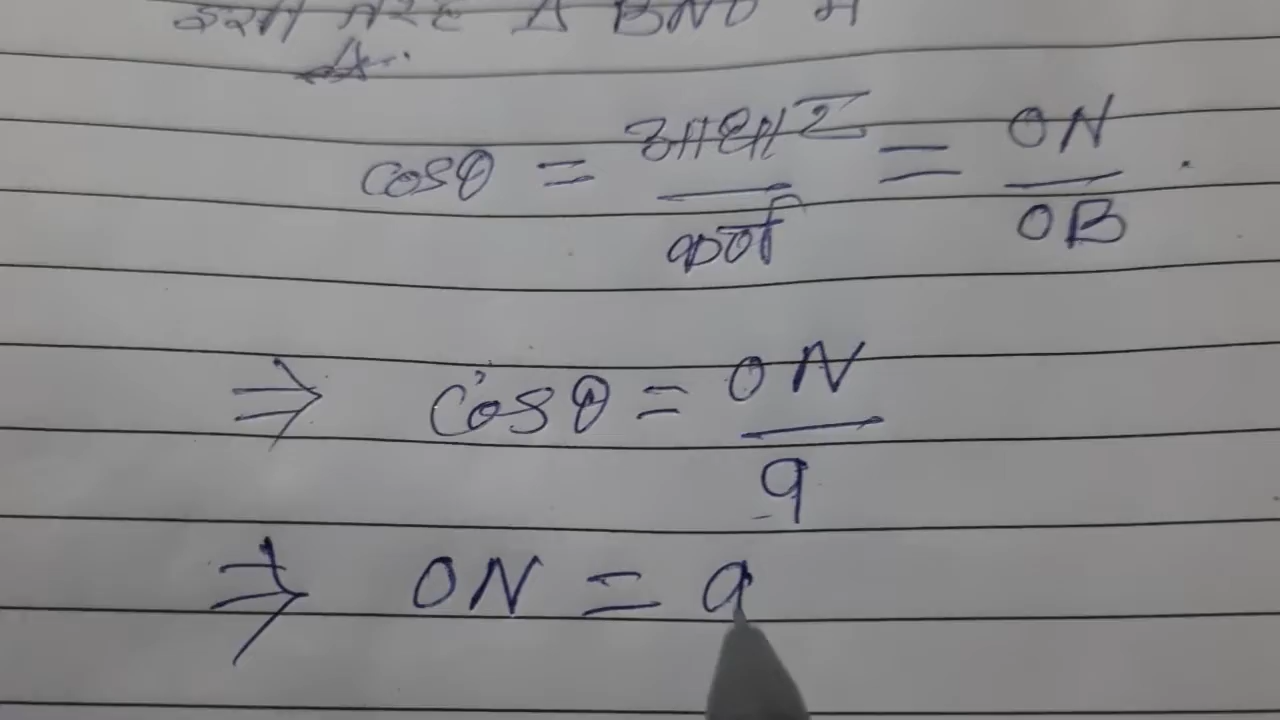 इसी तरह Δ BNO में
cosθ = आधार / कर्ण = ON / OB .
⇒ cosθ = ON / q
⇒ ON = q